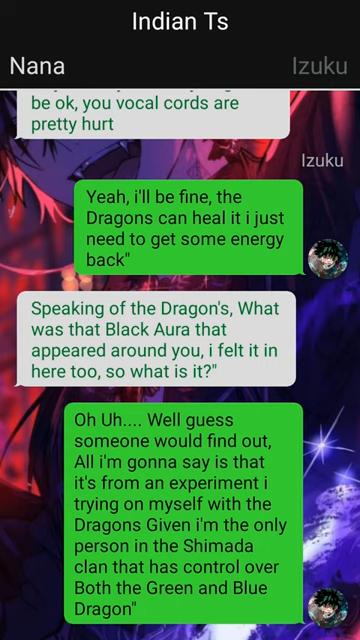 Indian Ts
Nana
Izuku
be ok, you vocal cords are
pretty hurt
Izuku
Yeah, i'll be fine, the
Dragons can heal it i just
need to get some energy
back"
Speaking of the Dragon's, What
was that Black Aura that
appeared around you, i felt it in
here too, so what is it?"
Oh Uh.... Well guess
someone would find out,
All i'm gonna say is that
it's from an experiment i
trying on myself with the
Dragons Given i'm the only
person in the Shimada
clan that has control over
Both the Green and Blue
Dragon"